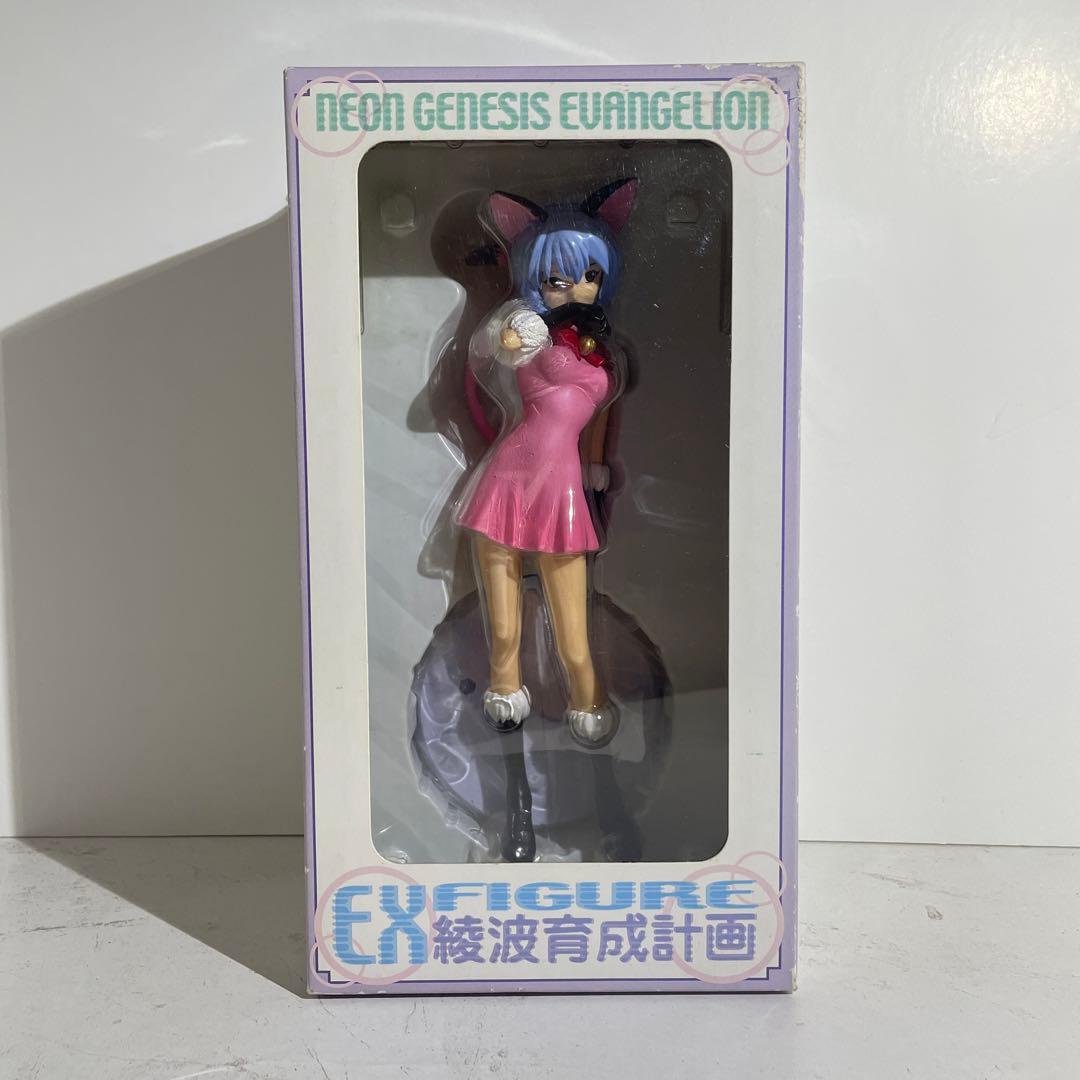 NEON GENESIS EVANGELION
EX FIGURE
綾波育成計画